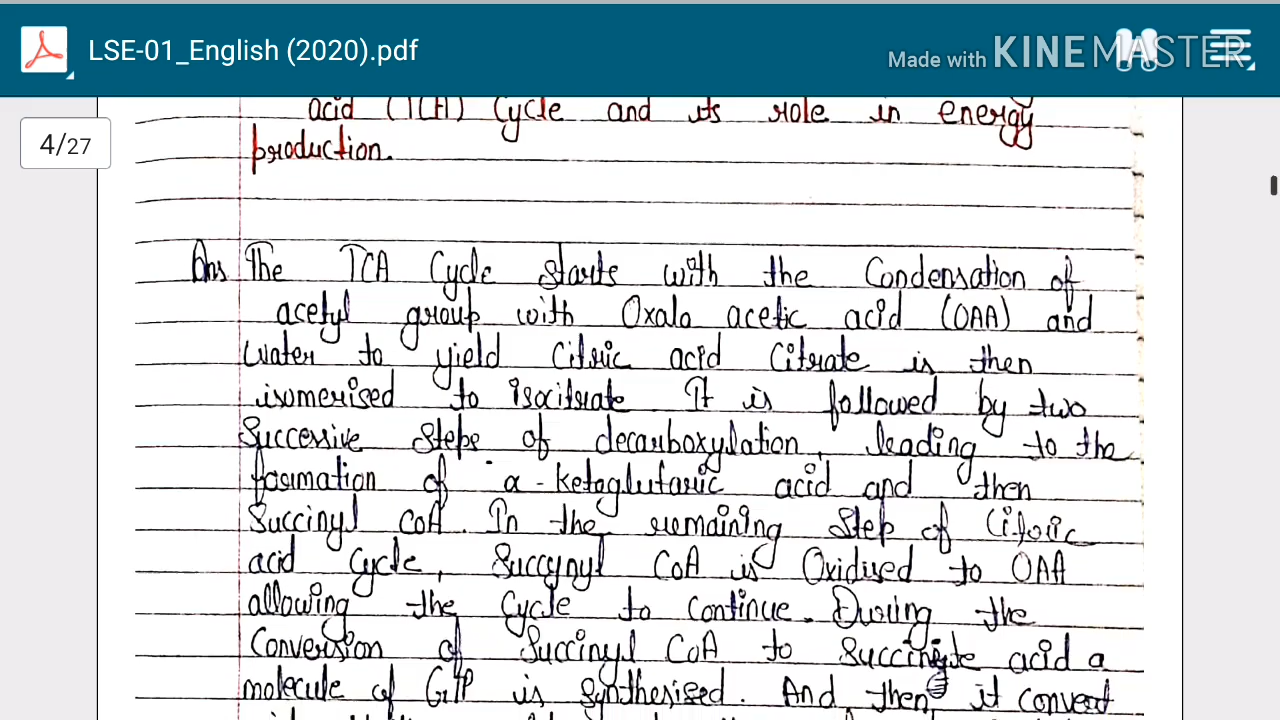 LSE-01_English (2020).pdf
Made with KINEMASTER
4/27
acid (TCA) Cycle and its role in energy
production.
Ans The TCA Cycle starts with the Condensation of
acetyl group with Oxalo acetic acid (OAA) and
water to yield Citric acid Citrate is then
isomerised to isocitrate It is followed by two
Successive Steps of decarboxylation, leading to the
formation of α-ketoglutaric acid and then
Succinyl CoA. In the remaining Step of Citric
acid Cycle, Succynyl CoA is Oxidised to OAA
allowing the Cycle to Continue. During the
Conversion of Succinyl CoA to acid a
molecule of GTP is synthesised. And then it convert